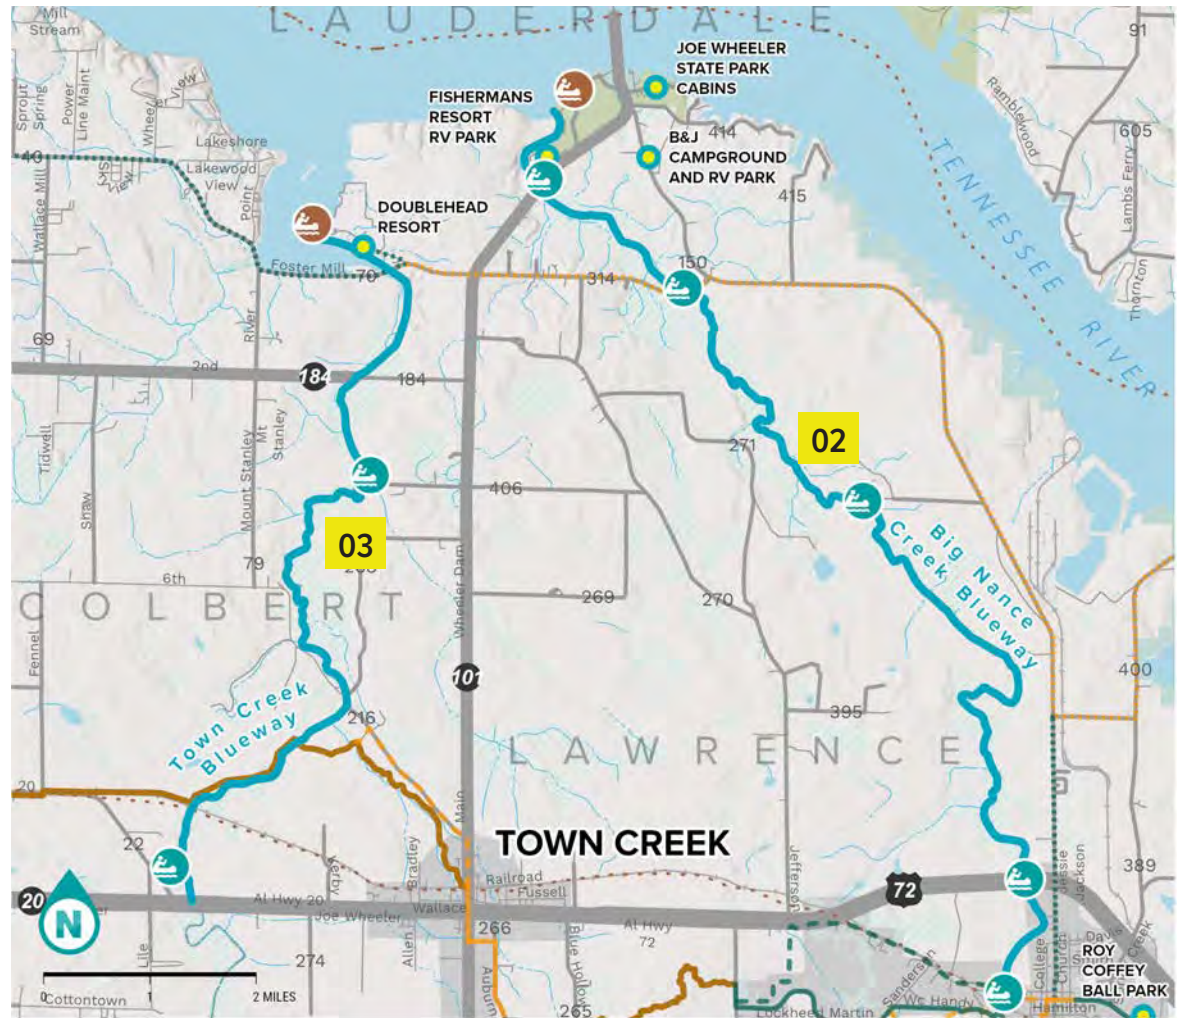 LAUDERDALE
Mill
Stream
91
Sprout
Spring
Power
Line Maint
Wheeler View
Lakeshore
Lakewood
View
Sky
View
40
Wallace Mill
Point
JOE WHEELER
STATE PARK
CABINS
FISHERMANS
RESORT
RV PARK
414
B&J
CAMPGROUND
AND RV PARK
415
Ramblewood
605
Lambs Ferry
Thornton
TENNESSEE RIVER
DOUBLEHEAD
RESORT
Foster Mill
70
150
314
River
69
2nd
184
184
Mt
Stanley
Mount Stanley
Tidwell
Shaw
02
271
406
03
Big Nance
Creek Blueway
79
6th
COLBERT
Wheeler Dam
269
270
Fennel
101
400
Town Creek
Blueway
216
395
LAWRENCE
20
Main
TOWN CREEK
22
Kerby
Bradley
Jefferson
Jessie
Jackson
389
Railroad
Fussell
72
20
Al Hwy 20
Joe Wheeler
Wallace
Al Hwy
72
266
N
Lile
274
Allen
Auburn
Blue Hollow
265
Sanderson
College
Church
Davis
Creek
ROY
COFFEY
BALL PARK
0 1 2 MILES
Cottontown
Lockheed Martin
Wc Handy
Hamilton